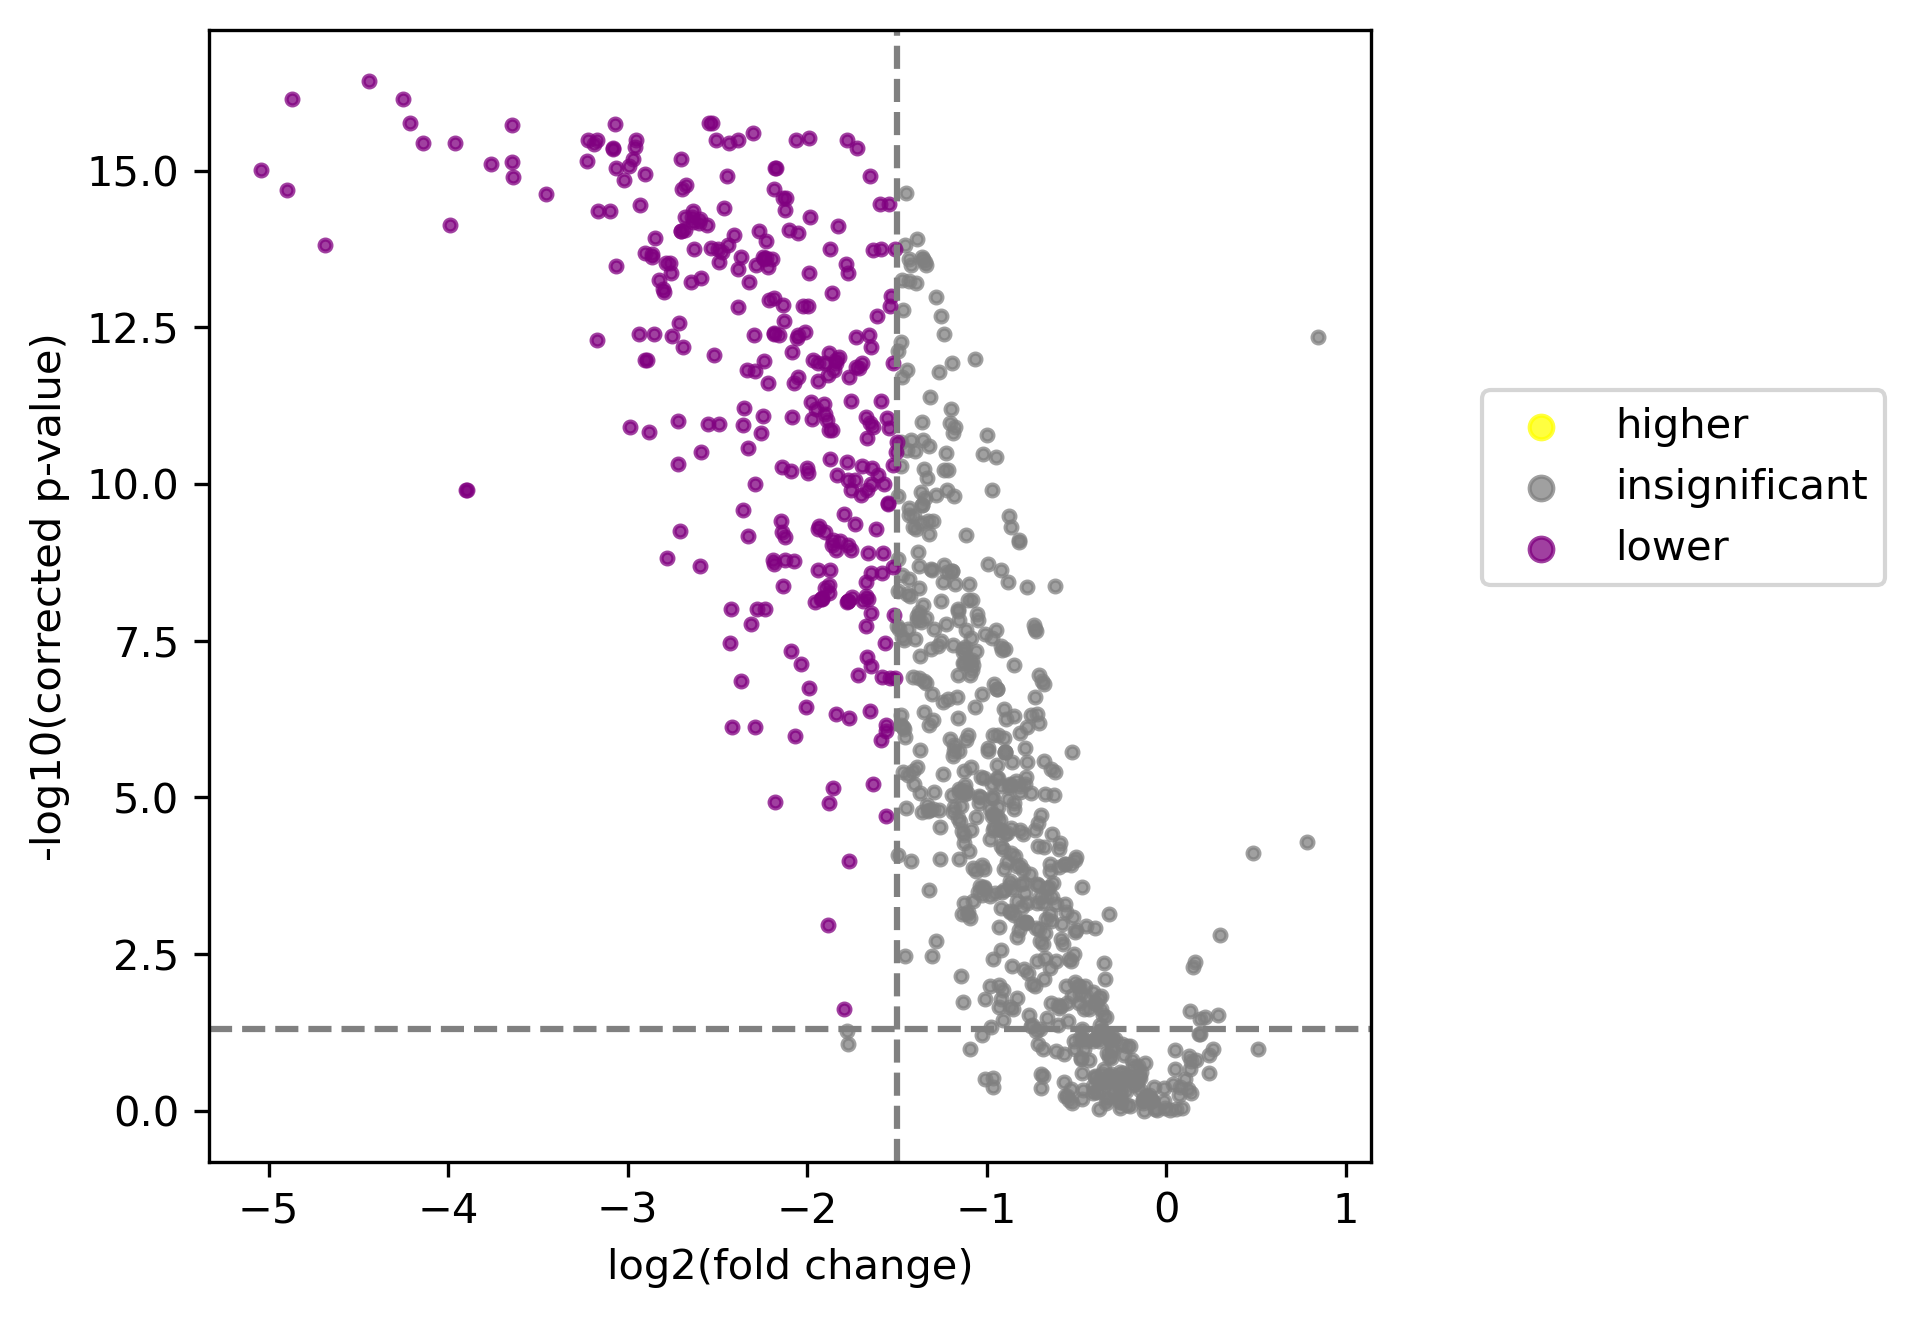 15.0
12.5
10.0
7.5
5.0
2.5
0.0
-log10(corrected p-value)
−5 −4 −3 −2 −1 0 1
log2(fold change)
higher
insignificant
lower